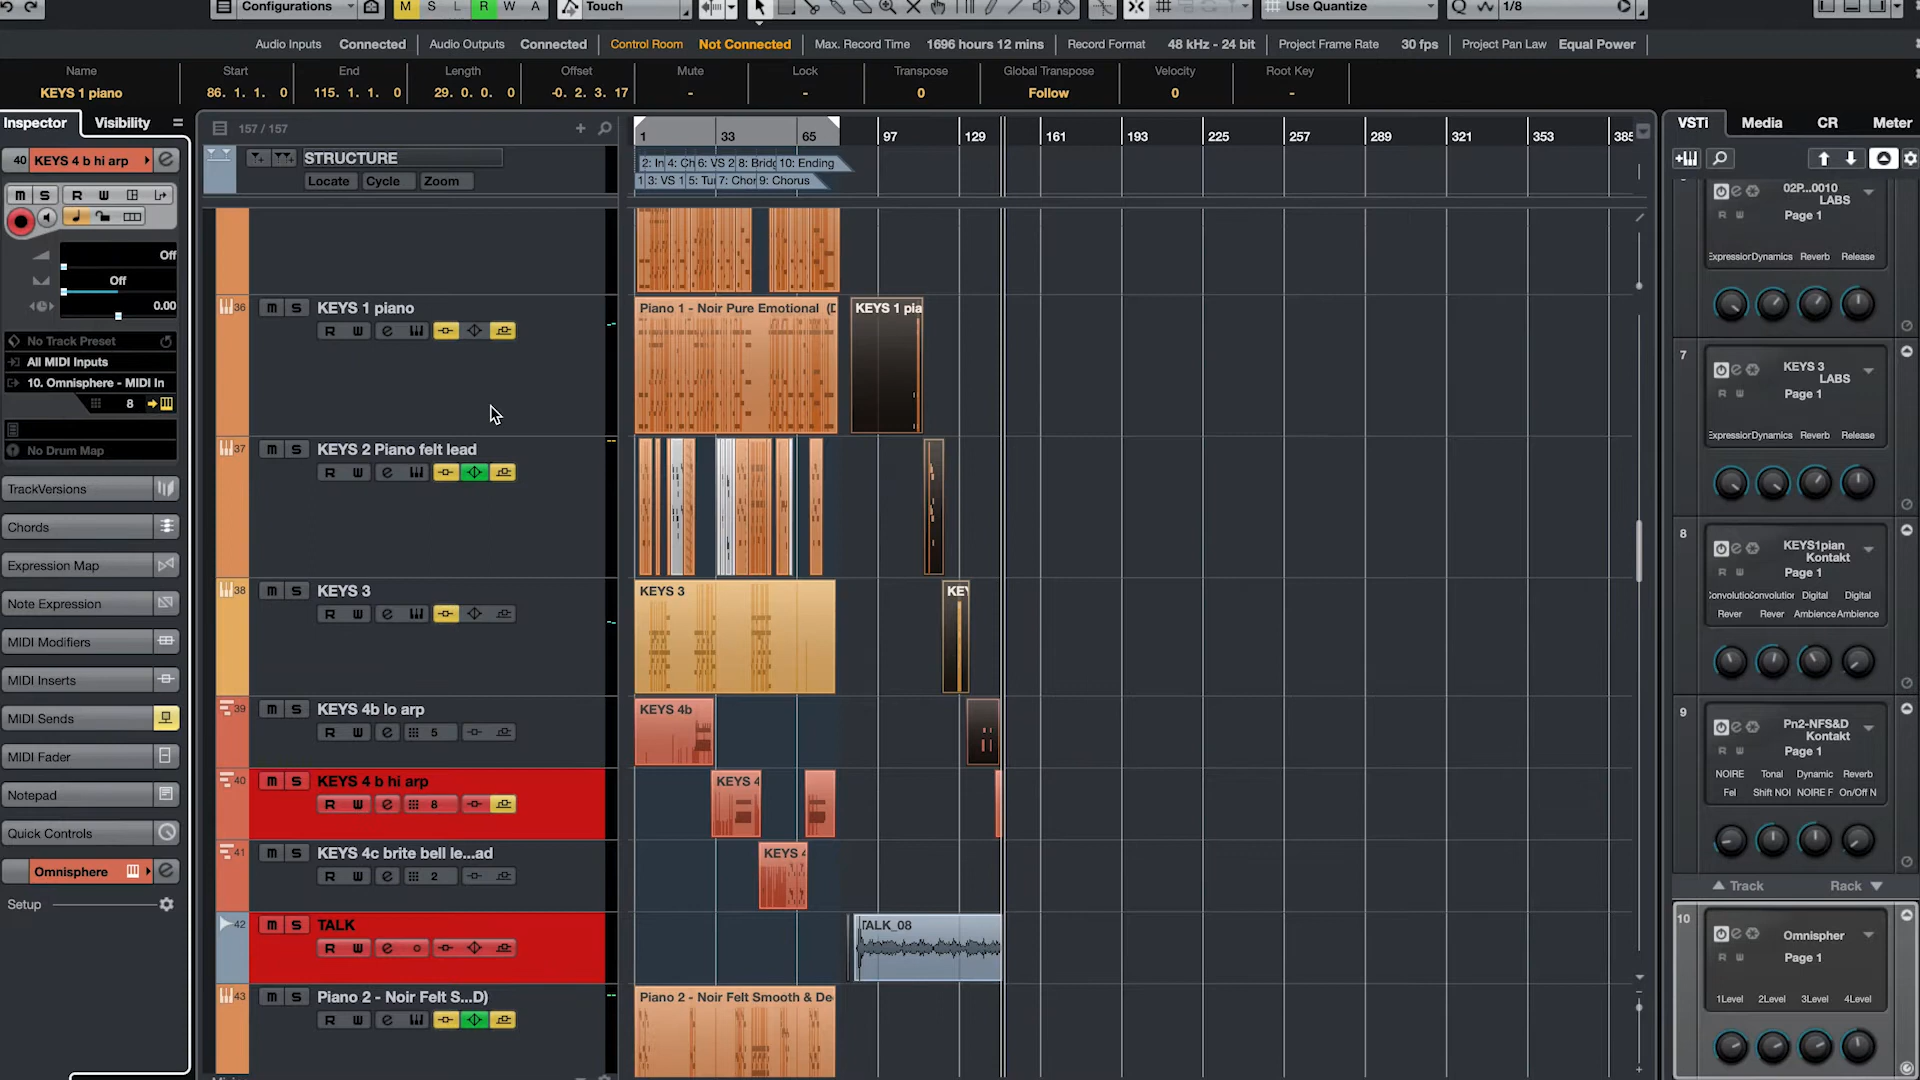 Configurations M S L R W A Touch Use Quantize Q 1/8
Audio Inputs Connected Audio Outputs Connected Control Room Not Connected Max. Record Time 1696 hours 12 mins Record Format 48 kHz - 24 bit Project Frame Rate 30 fps Project Pan Law Equal Power
Name Start End Length Offset Mute Lock Transpose Global Transpose Velocity Root Key
KEYS 1 piano 86. 1. 1. 0 115. 1. 1. 0 29. 0. 0. 0 -0. 2. 3. 17 - - 0 Follow 0 -
Inspector Visibility
40 KEYS 4 b hi arp
M S R W
Off
Off
0.00
No Track Preset
All MIDI Inputs
10. Omnisphere - MIDI In
8
No Drum Map
TrackVersions
Chords
Expression Map
Note Expression
MIDI Modifiers
MIDI Inserts
MIDI Sends
MIDI Fader
Notepad
Quick Controls
Omnisphere
Setup
157 / 157
STRUCTURE
Locate Cycle Zoom
36 m S KEYS 1 piano
R W e
37 m S KEYS 2 Piano felt lead
R W e
38 m S KEYS 3
R W e
39 m S KEYS 4b lo arp
R W e 5
40 m S KEYS 4 b hi arp
R W e 8
41 m S KEYS 4c brite bell le...ad
R W e 2
42 m S TALK
R W e
43 m S Piano 2 - Noir Felt S...D)
R W e
1 33 65 97 129 161 193 225 257 289 321 353 385
2: In 4: Ch 6: VS 2 8: Bridg 10: Ending
1 3: VS 1 5: Tu 7: Chor 9: Chorus
Piano 1 - Noir Pure Emotional (D KEYS 1 pia
KEYS 3 KEY
KEYS 4b
KEYS 4
KEYS 4
TALK_08
Piano 2 - Noir Felt Smooth & De
VSTi Media CR Meter
02P...0010
LABS
R W Page 1
Expression Dynamics Reverb Release
7 KEYS 3
LABS
R W Page 1
Expression Dynamics Reverb Release
8 KEYS1pian
Kontakt
R W Page 1
Convolution Convolution Digital Digital
Rever Rever Ambience Ambience
9 Pn2-NFS&D
Kontakt
R W Page 1
NOIRE Tonal Dynamic Reverb
Fel Shift NOI NOIRE F On/Off N
Track Rack
10 Omnispher
R W Page 1
1Level 2Level 3Level 4Level